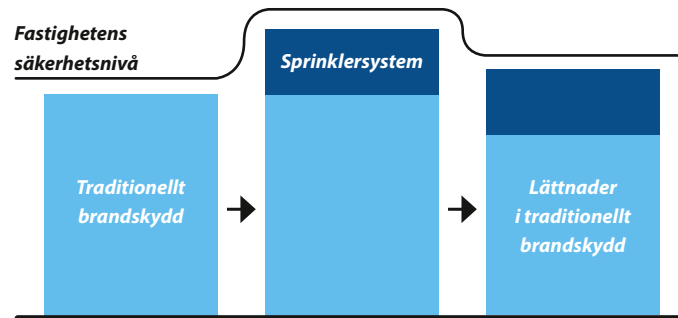 Fastighetens
säkerhetsnivå
Sprinklersystem
Traditionellt
brandskydd
Lättnader
i traditionellt
brandskydd